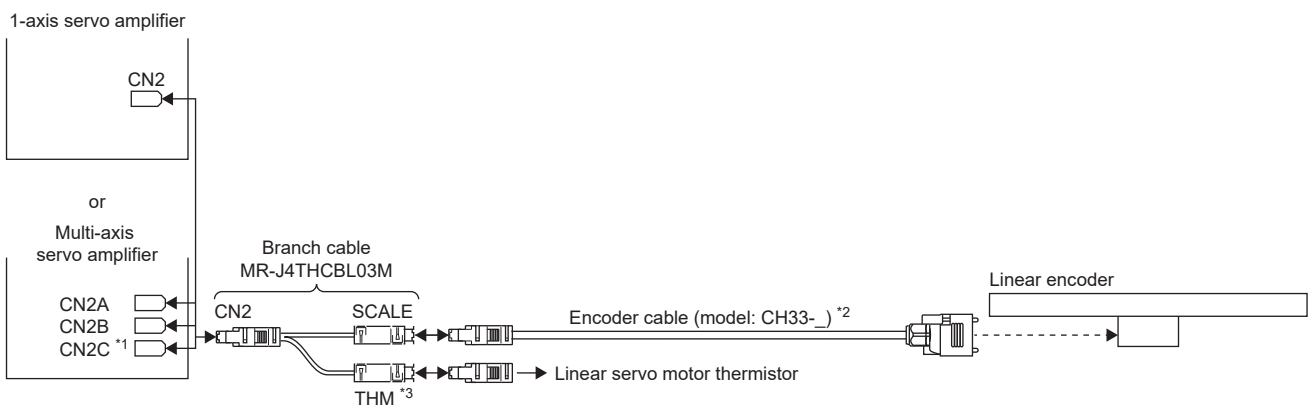 1-axis servo amplifier
CN2
or
Multi-axis
servo amplifier
CN2A
CN2B
CN2C *1
Branch cable
MR-J4THCBL03M
CN2
SCALE
THM *3
Encoder cable (model: CH33-_) *2
Linear servo motor thermistor
Linear encoder